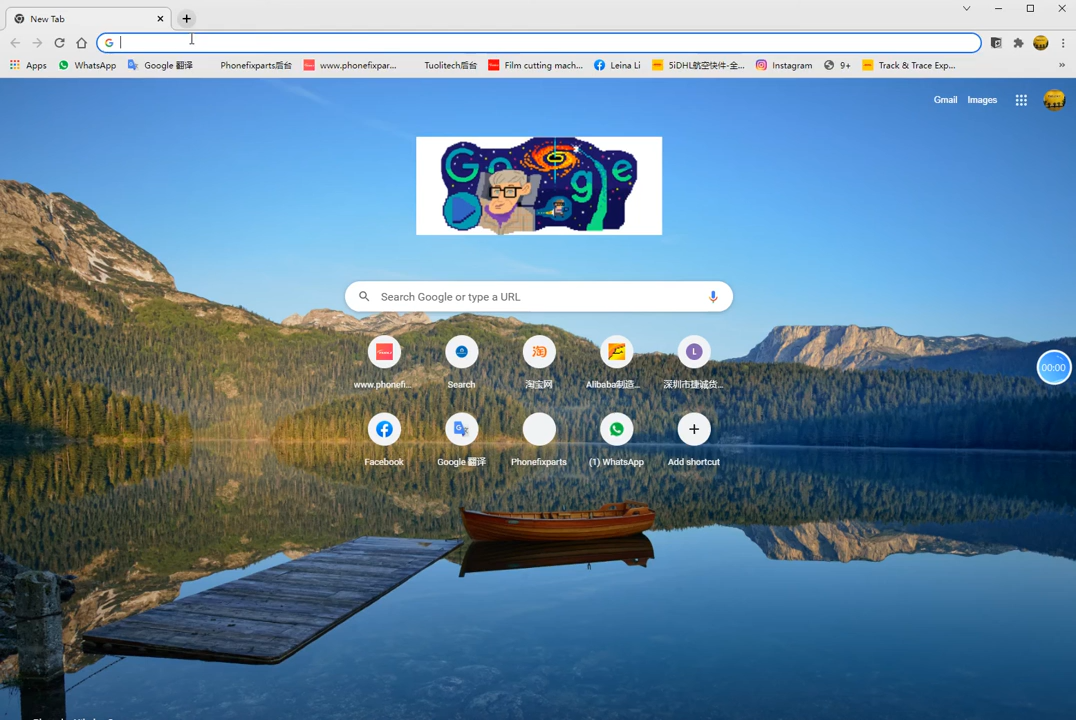 New Tab
Apps
WhatsApp
Google 翻译
Phonefixparts后台
www.phonefixpar...
Tuolitech后台
Film cutting mach...
Leina Li
5iDHL航空快件-全...
Instagram
9+
Track & Trace Exp...
Gmail
Images
Google
Search Google or type a URL
www.phonefi...
Search
淘
淘宝网
Alibaba制造...
L
深圳市捷诚货...
00:00
Facebook
Google 翻译
Phonefixparts
(1) WhatsApp
Add shortcut